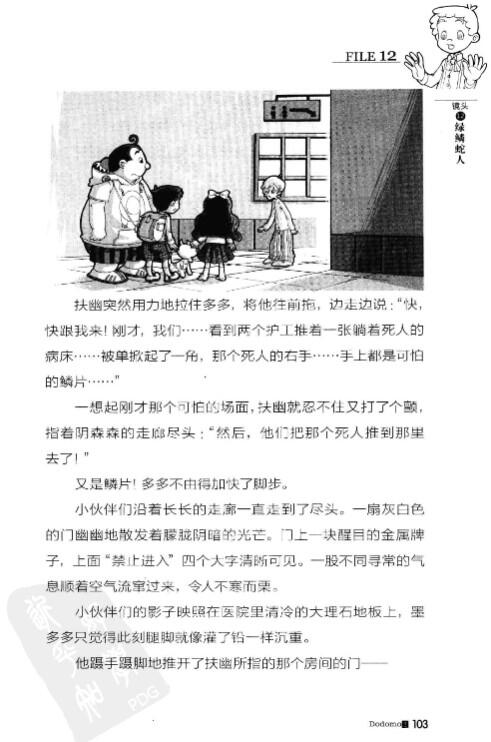 FILE 12
镜头
12
绿鳞蛇人
扶幽突然用力地拉住多多，将他往前拖，边走边说：“快，
快跟我来！刚才，我们……看到两个护工推着一张躺着死人的
病床……被单掀起了一角，那个死人的右手……手上都是可怕
的鳞片……”
一想起刚才那个可怕的场面，扶幽就忍不住又打了个颤，
指着阴森森的走廊尽头：“然后，他们把那个死人推到那里
去了！”
又是鳞片！多多不由得加快了脚步。
小伙伴们沿着长长的走廊一直走到了尽头。一扇灰白色
的门幽幽地散发着朦胧阴暗的光芒。门上一块醒目的金属牌
子，上面“禁止进入”四个大字清晰可见。一股不同寻常的气
息顺着空气流窜过来，令人不寒而栗。
小伙伴们的影子映照在医院里清冷的大理石地板上，墨
多多只觉得此刻腿脚就像灌了铅一样沉重。
他蹑手蹑脚地推开了扶幽所指的那个房间的门——
PDG
Dodomo 103